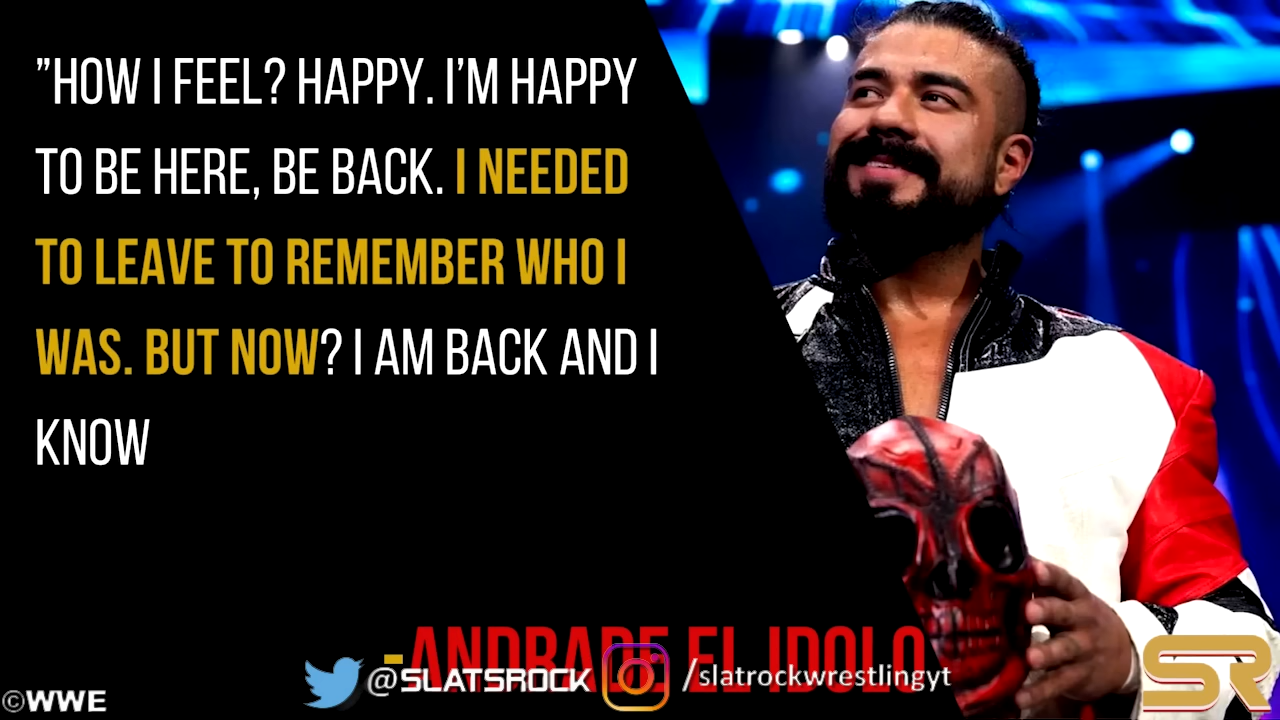 ”HOW I FEEL? HAPPY. I’M HAPPY
TO BE HERE, BE BACK. I NEEDED
TO LEAVE TO REMEMBER WHO I
WAS. BUT NOW? I AM BACK AND I
KNOW
-ANDRADE EL IDOLO
@SLATSROCK /slatrockwrestlingyt
©WWE
SR